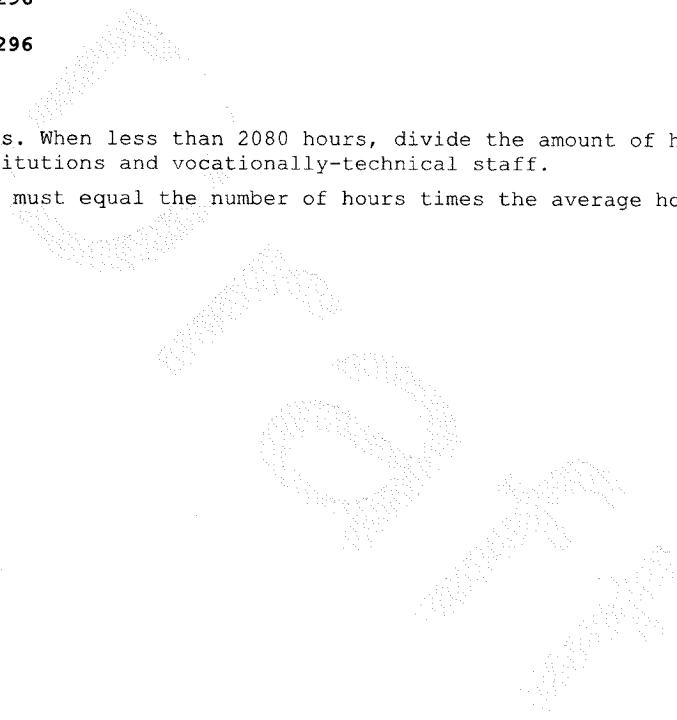 296
s. When less than 2080 hours, divide the amount of h
itutions and vocationally-technical staff.
must equal the number of hours times the average ho
Draft